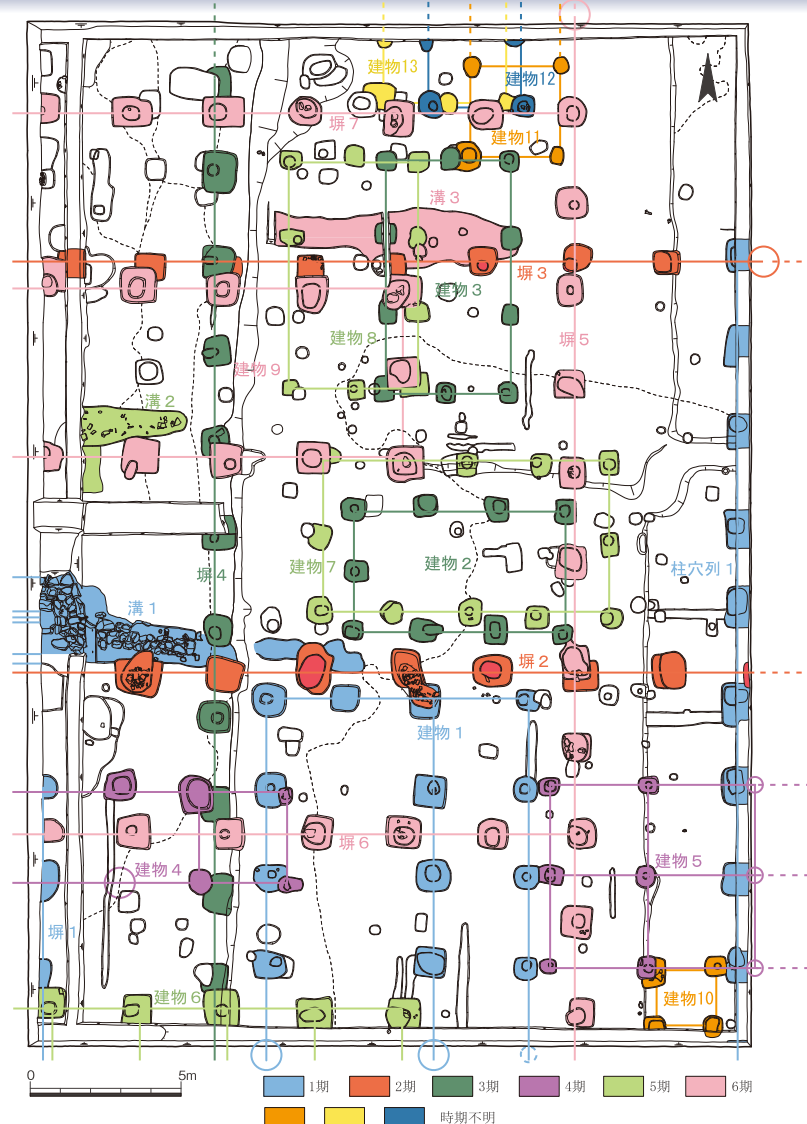 建物13
建物12
塀7
建物11
溝3
塀3
建物3
建物8
塀5
建物9
溝2
建物7
建物2
柱穴列1
塀4
溝1
塀2
建物1
塀6
建物4
建物5
塀1
建物6
建物10
0 5m
1期 2期 3期 4期 5期 6期
時期不明